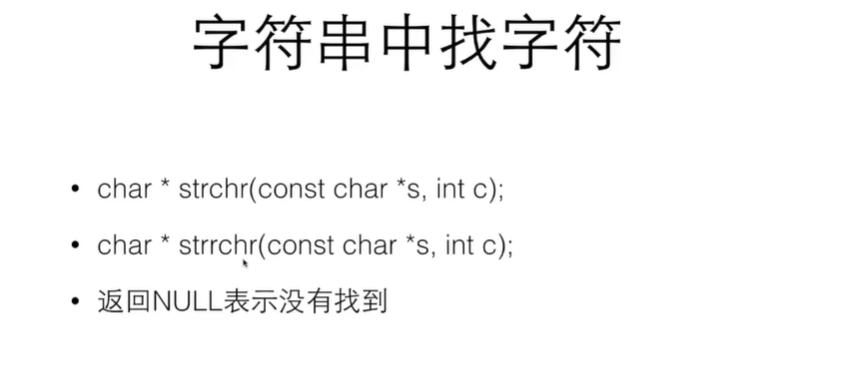 字符串中找字符
• char * strchr(const char *s, int c);
• char * strrchr(const char *s, int c);
• 返回NULL表示没有找到